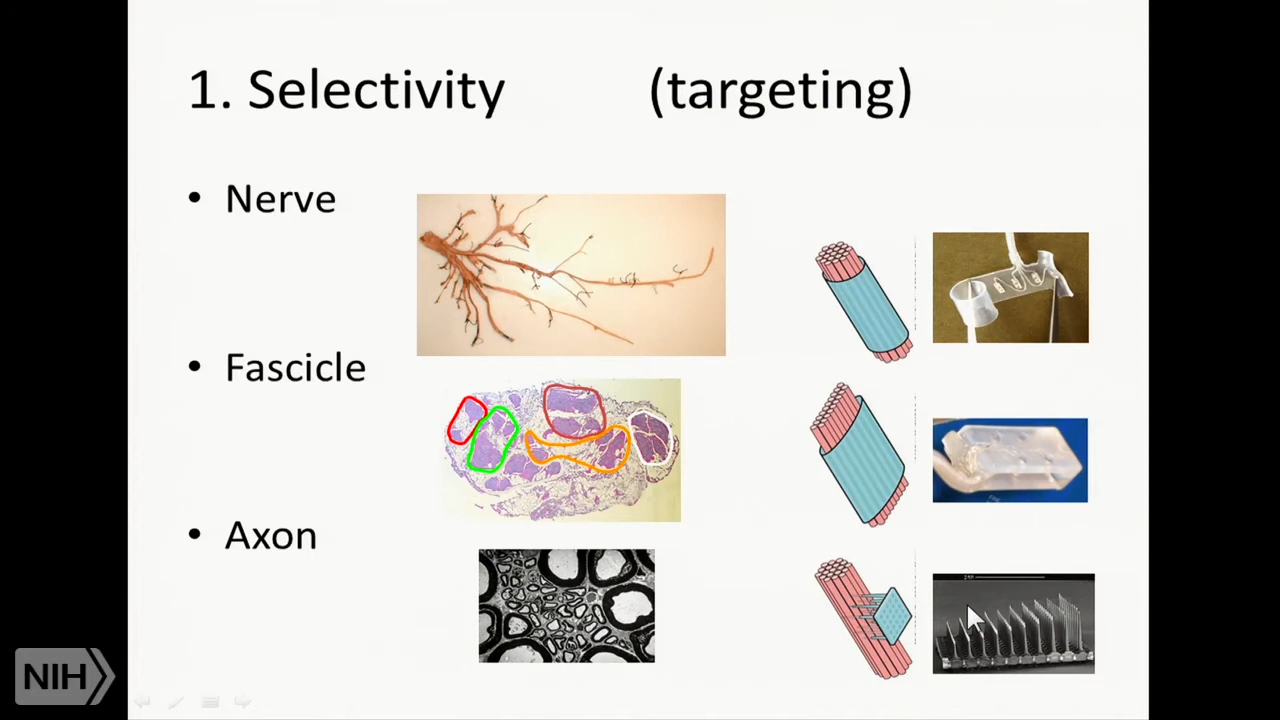 1. Selectivity (targeting)
• Nerve
• Fascicle
• Axon
NIH